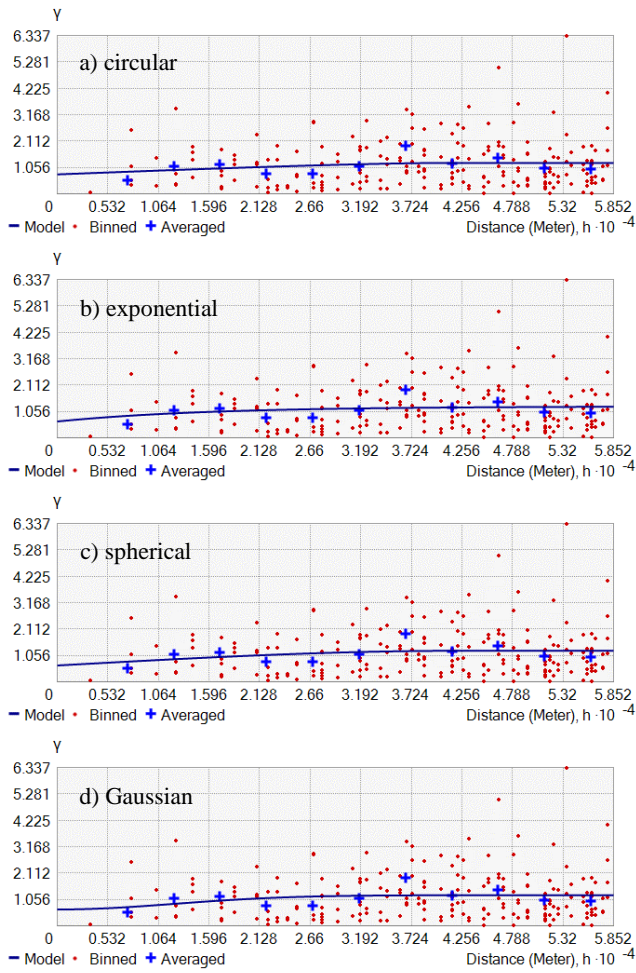 γ
6.337
a) circular
5.281
4.225
3.168
2.112
1.056
0 0.532 1.064 1.596 2.128 2.66 3.192 3.724 4.256 4.788 5.32 5.852
Model Binned Averaged Distance (Meter), h ·10 -4
γ
6.337
b) exponential
5.281
4.225
3.168
2.112
1.056
0 0.532 1.064 1.596 2.128 2.66 3.192 3.724 4.256 4.788 5.32 5.852
Model Binned Averaged Distance (Meter), h ·10 -4
γ
6.337
c) spherical
5.281
4.225
3.168
2.112
1.056
0 0.532 1.064 1.596 2.128 2.66 3.192 3.724 4.256 4.788 5.32 5.852
Model Binned Averaged Distance (Meter), h ·10 -4
γ
6.337
d) Gaussian
5.281
4.225
3.168
2.112
1.056
0 0.532 1.064 1.596 2.128 2.66 3.192 3.724 4.256 4.788 5.32 5.852
Model Binned Averaged Distance (Meter), h ·10 -4